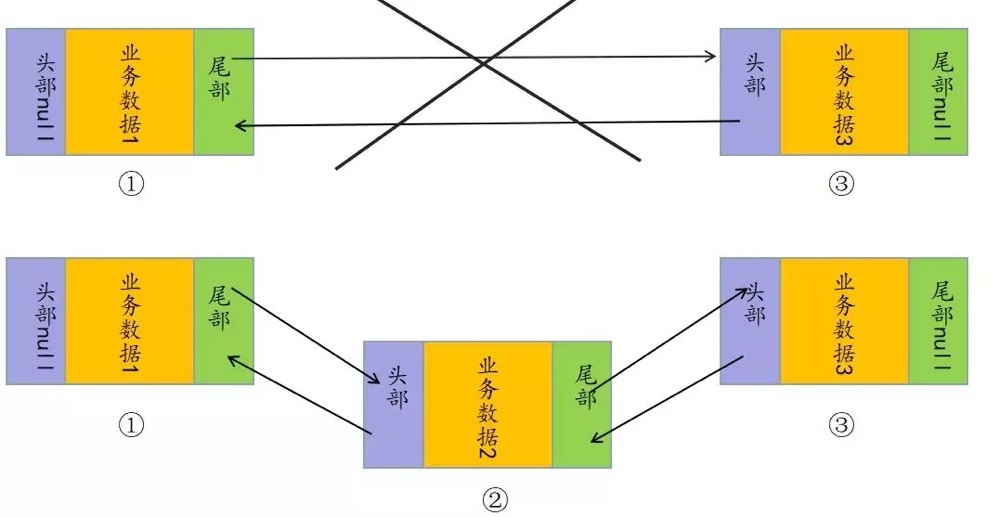 头部null
业务数据1
尾部
头部
业务数据3
尾部null
①
③
头部null
业务数据1
尾部
头部
业务数据2
尾部
头部
业务数据3
尾部null
①
③
②